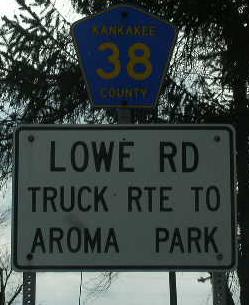 KANKAKEE
38
COUNTY
LOWE RD
TRUCK RTE TO
AROMA PARK